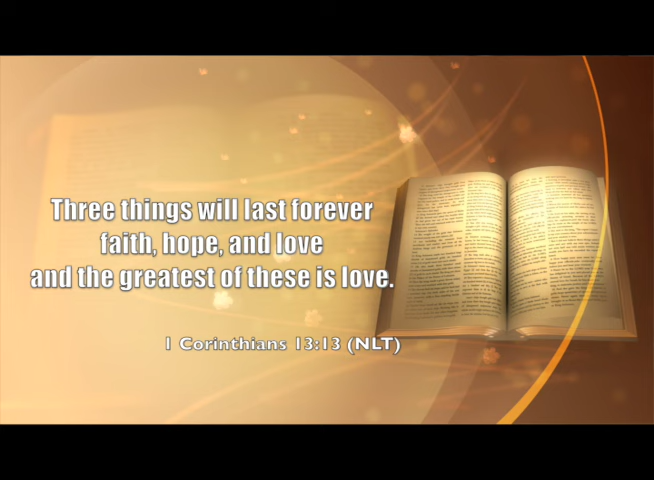 Three things will last forever
faith, hope, and love
and the greatest of these is love.
1 Corinthians 13:13 (NLT)